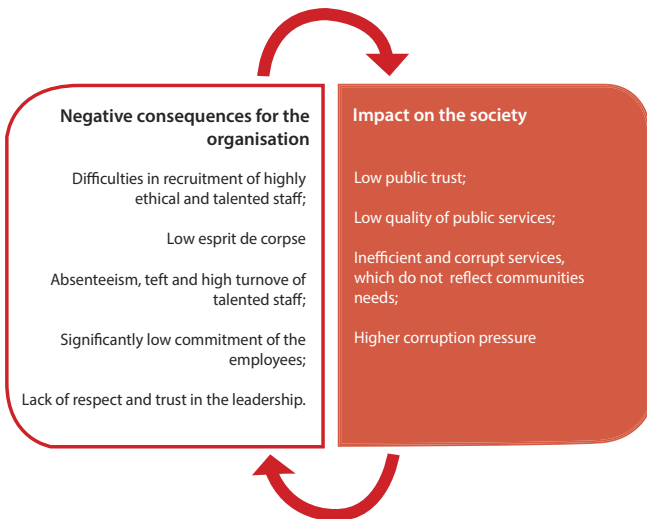 Negative consequences for the
organisation
Difficulties in recruitment of highly
ethical and talented staff;
Low esprit de corpse
Absenteeism, teft and high turnove of
talented staff;
Significantly low commitment of the
employees;
Lack of respect and trust in the leadership.
Impact on the society
Low public trust;
Low quality of public services;
Inefficient and corrupt services,
which do not reflect communities
needs;
Higher corruption pressure